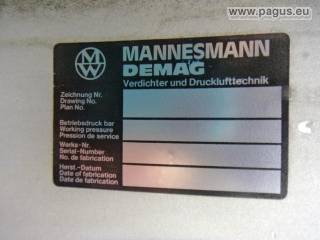 www.pagus.eu
MW
MANNESMANN
DEMAG
Verdichter und Drucklufttechnik
Zeichnung Nr.
Drawing No.
Plan No.
Betriebsdruck bar
Working pressure
Pression de service
Werks-Nr.
Serial-Number
No. de fabrication
Herst.-Datum
Date of fabrication
Date de fabrication